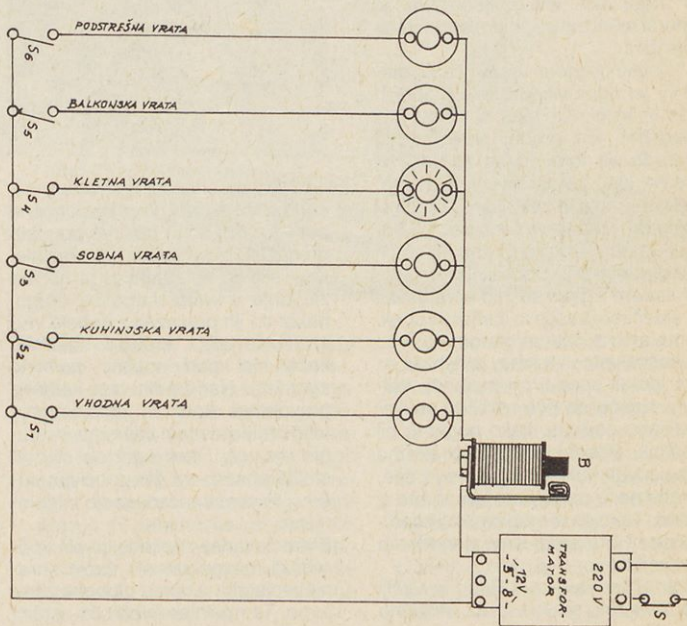 PODSTREŠNA VRATA
S6
BALKONSKA VRATA
S5
KLETNA VRATA
S4
SOBNA VRATA
S3
KUHINJSKA VRATA
S2
VHODNA VRATA
S1
B
220V
TRANSFOR-
MATOR
12V
5-8-
S